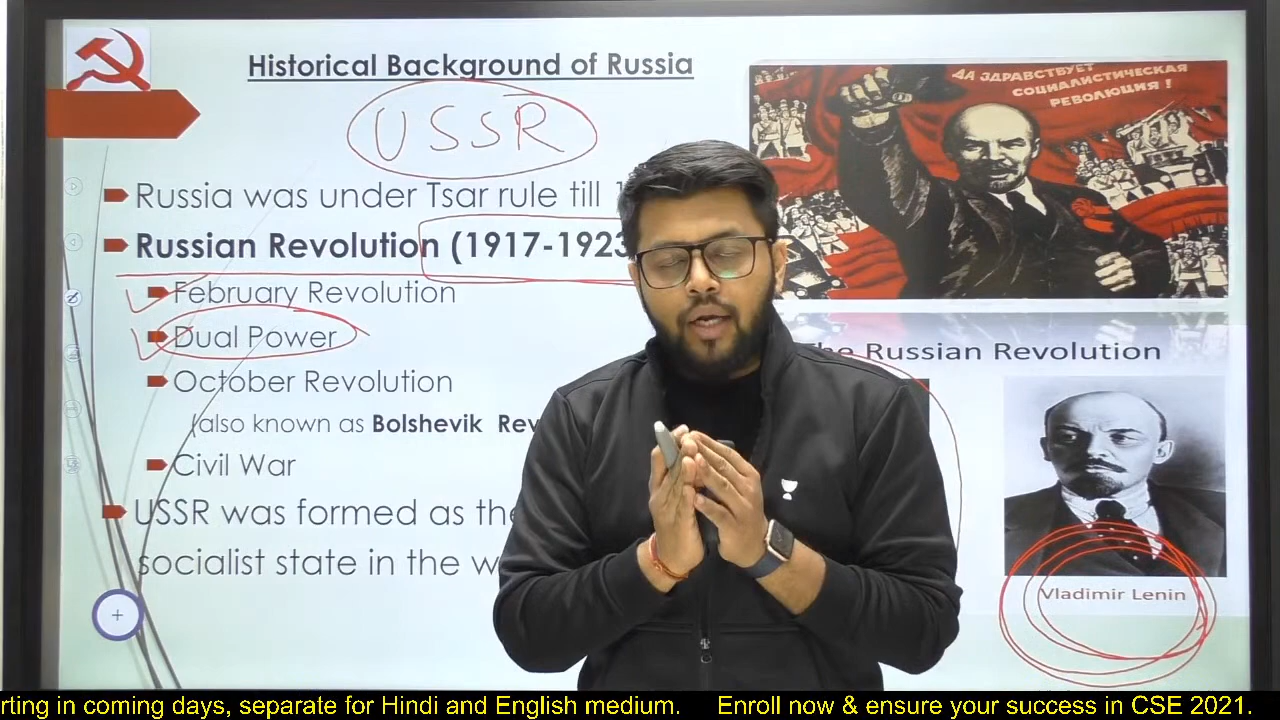 Historical Background of Russia
USSR
Russia was under Tsar rule till
Russian Revolution (1917-1923
February Revolution
Dual Power
October Revolution
(also known as Bolshevik Rev
Civil War
USSR was formed as the
socialist state in the w
ДА ЗДРАВСТВУЕТ
СОЦИАЛИСТИЧЕСКАЯ
РЕВОЛЮЦИЯ!
The Russian Revolution
Vladimir Lenin
rting in coming days, separate for Hindi and English medium. Enroll now & ensure your success in CSE 2021.